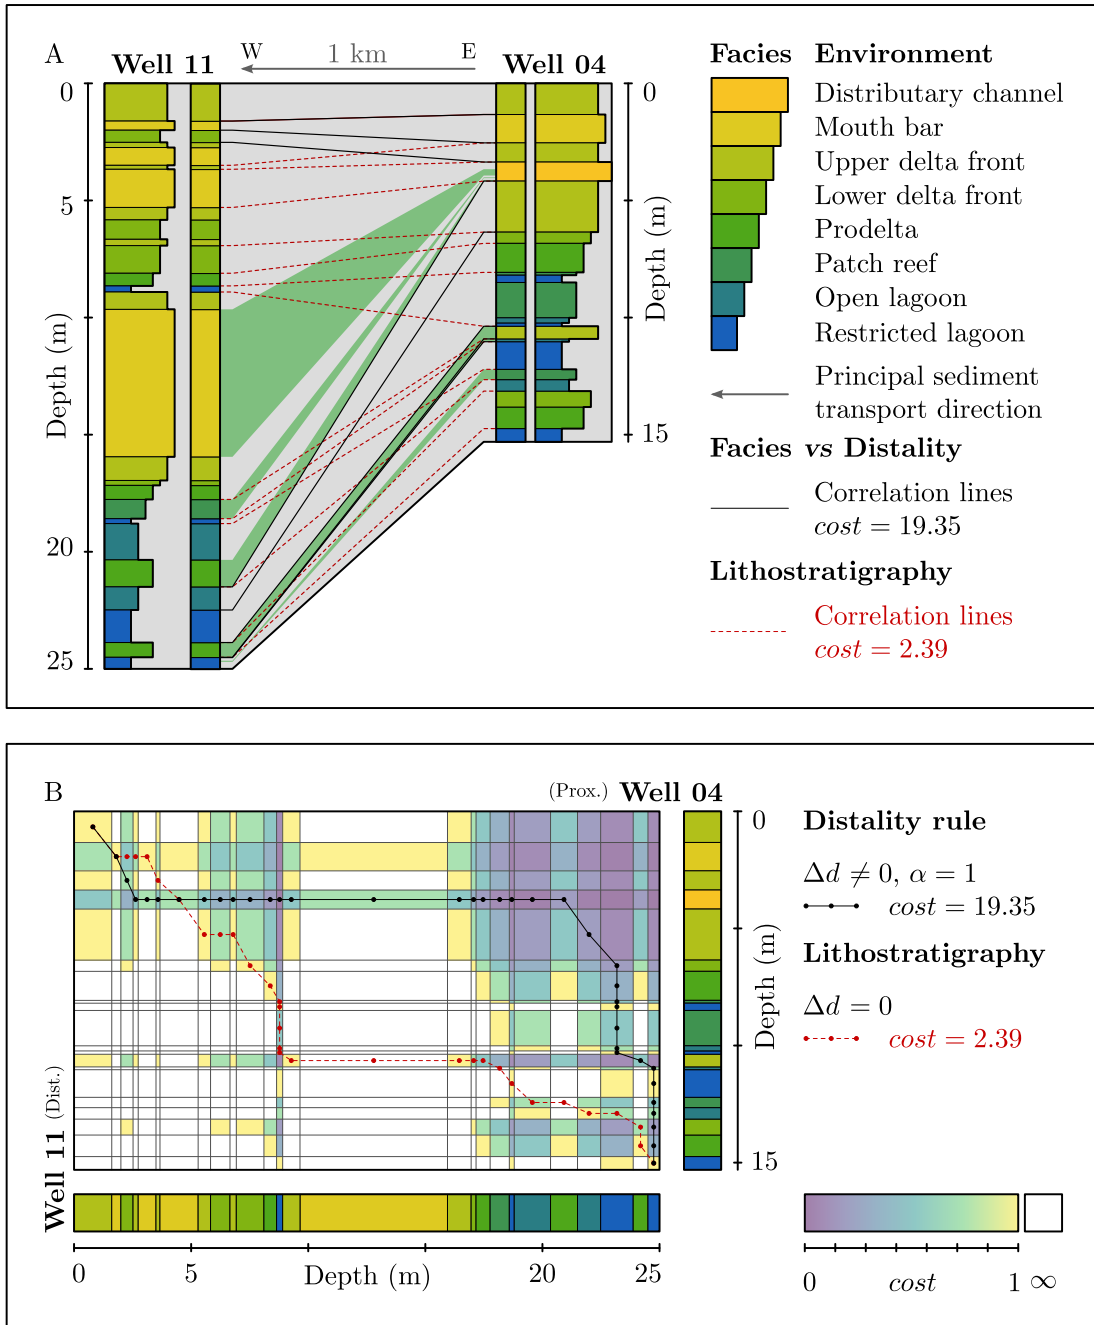 A
W
E
1 km
Well 11
Well 04
0
5
20
25
Depth (m)
0
15
Depth (m)
Facies Environment
Distributary channel
Mouth bar
Upper delta front
Lower delta front
Prodelta
Patch reef
Open lagoon
Restricted lagoon
Principal sediment
transport direction
Facies vs Distality
Correlation lines
cost = 19.35
Lithostratigraphy
Correlation lines
cost = 2.39
B
(Prox.) Well 04
0
15
Depth (m)
Well 11 (Dist.)
0
5
20
25
Depth (m)
Distality rule
Δd ≠ 0, α = 1
cost = 19.35
Lithostratigraphy
Δd = 0
cost = 2.39
0
cost
1
∞